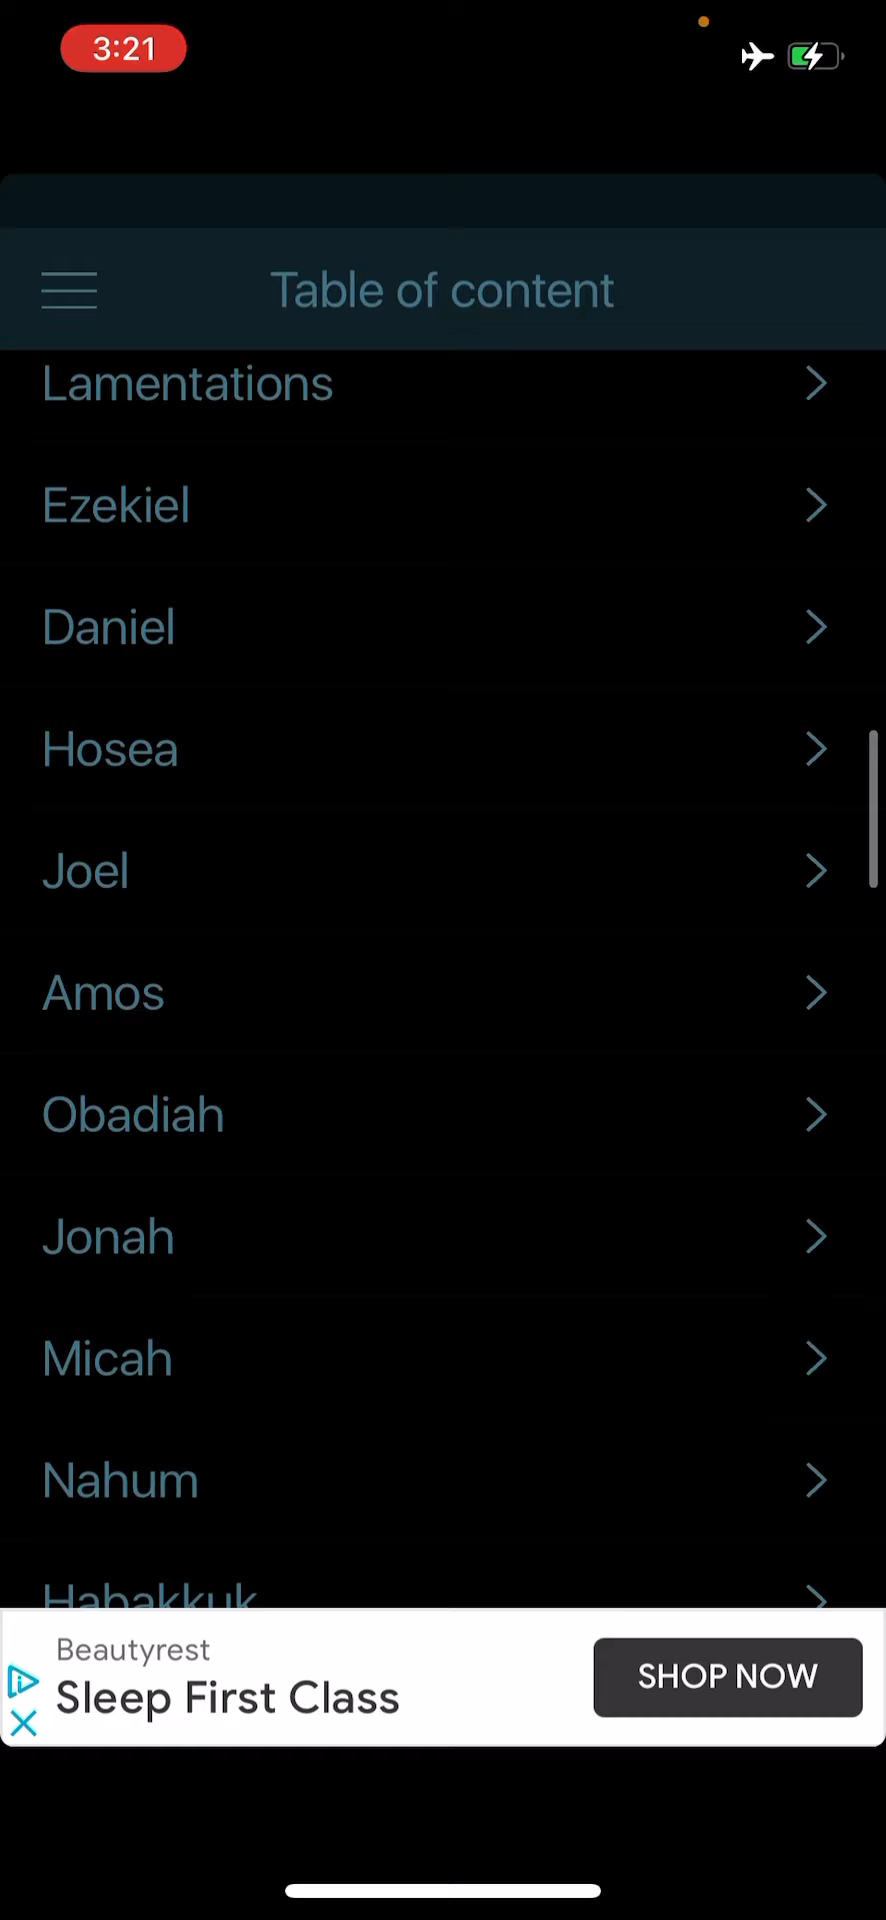 3:21
Table of content
Lamentations
Ezekiel
Daniel
Hosea
Joel
Amos
Obadiah
Jonah
Micah
Nahum
Habakkuk
Beautyrest
Sleep First Class
SHOP NOW